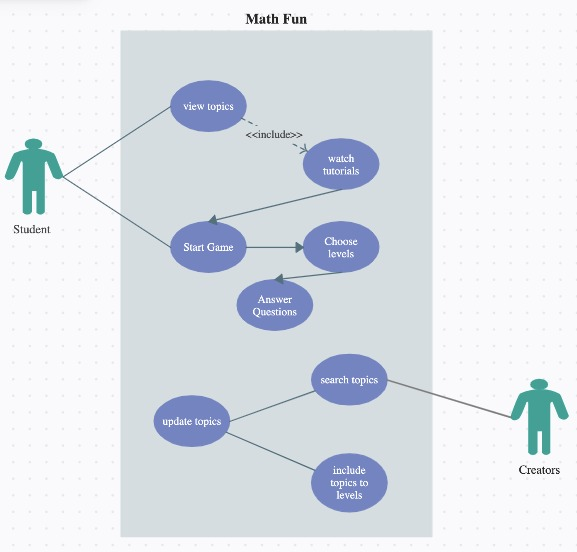 Math Fun
view topics
<<include>>
watch
tutorials
Student
Start Game
Choose
levels
Answer
Questions
search topics
update topics
include
topics to
levels
Creators